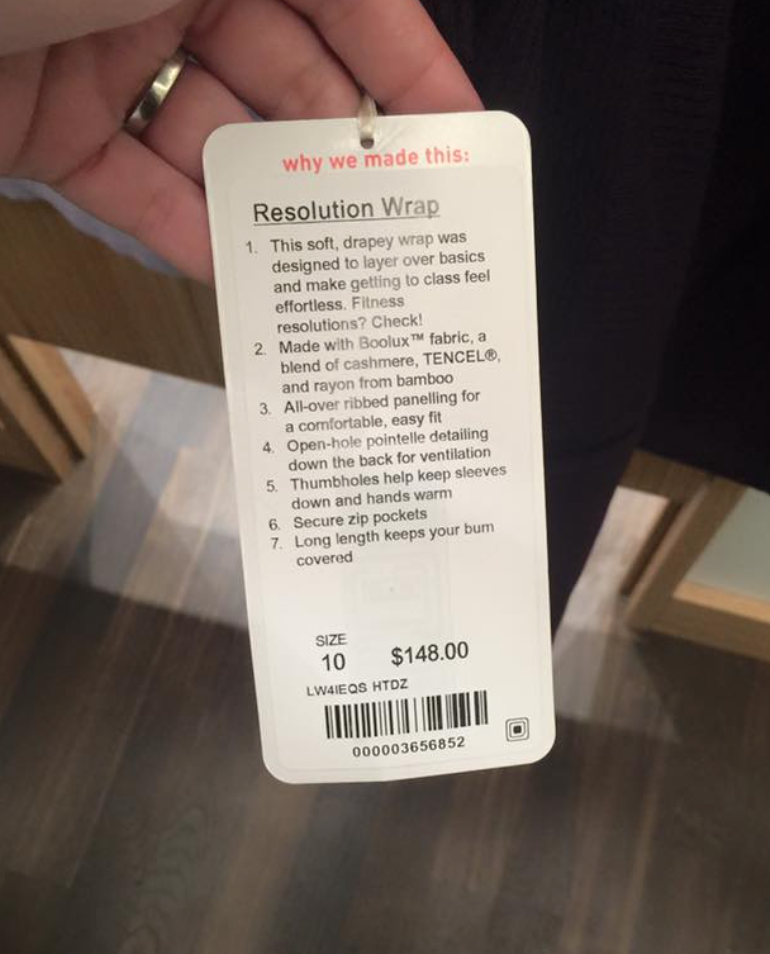 why we made this:
Resolution Wrap
1. This soft, drapey wrap was
designed to layer over basics
and make getting to class feel
effortless. Fitness
resolutions? Check!
2. Made with Boolux™ fabric, a
blend of cashmere, TENCEL®,
and rayon from bamboo
3. All-over ribbed panelling for
a comfortable, easy fit
4. Open-hole pointelle detailing
down the back for ventilation
5. Thumbholes help keep sleeves
down and hands warm
6. Secure zip pockets
7. Long length keeps your bum
covered
SIZE
10 $148.00
LW4IEQS HTDZ
000003656852